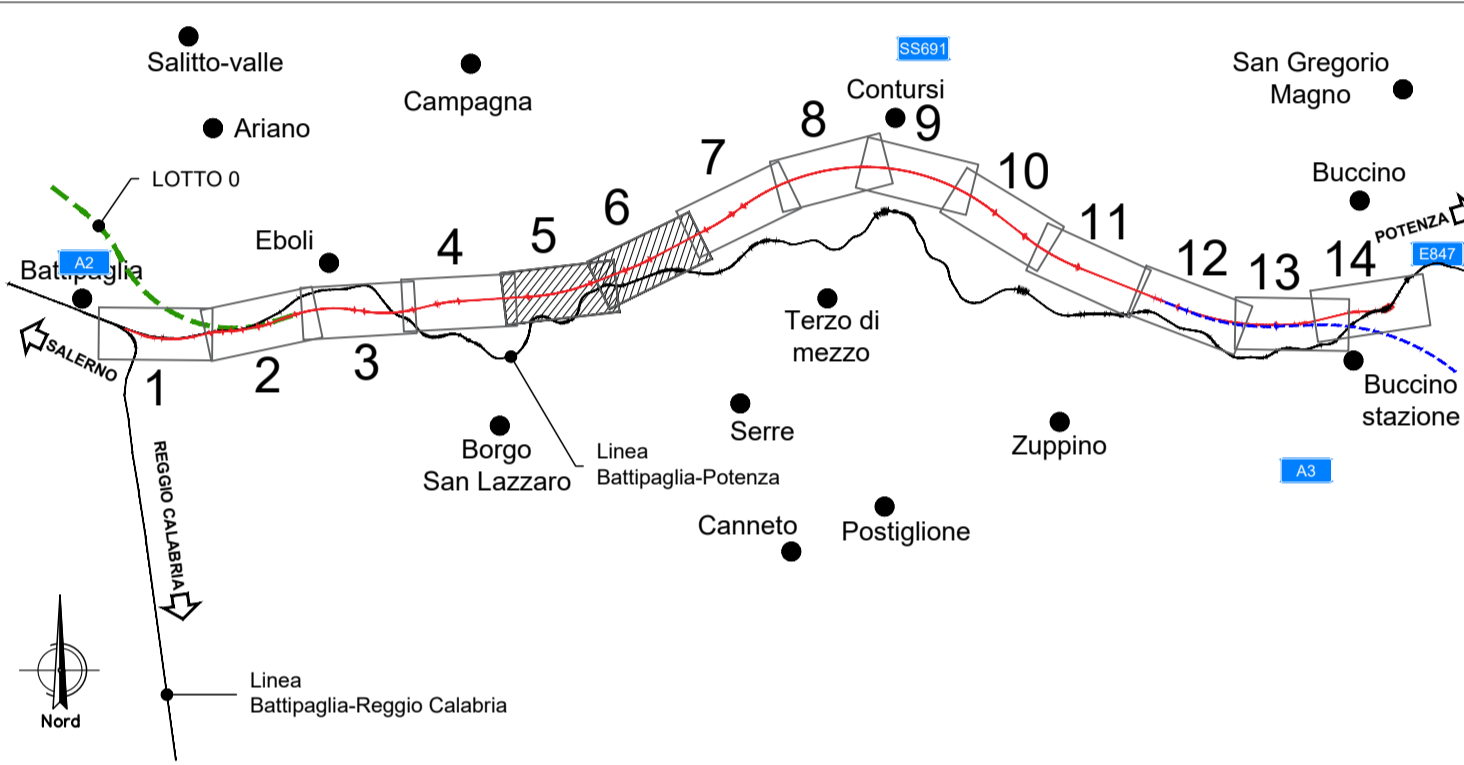 Salitto-valle
Campagna
SS691
Contursi
San Gregorio
Magno
Ariano
LOTTO 0
Buccino
POTENZA
E847
Eboli
A2
Battipaglia
SALERNO
1
2
3
4
5
6
7
8
9
10
11
12
13
14
Terzo di
mezzo
Buccino
stazione
Serre
Zuppino
A3
Borgo
San Lazzaro
Linea
Battipaglia-Potenza
Canneto
Postiglione
REGGIO CALABRIA
Linea
Battipaglia-Reggio Calabria
Nord